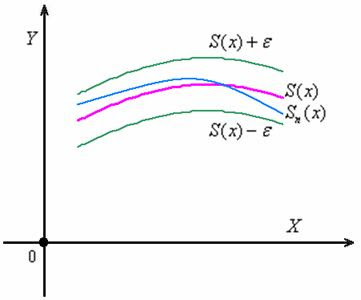 Y
S(x) + ε
S(x)
Sₙ(x)
S(x) − ε
X
0